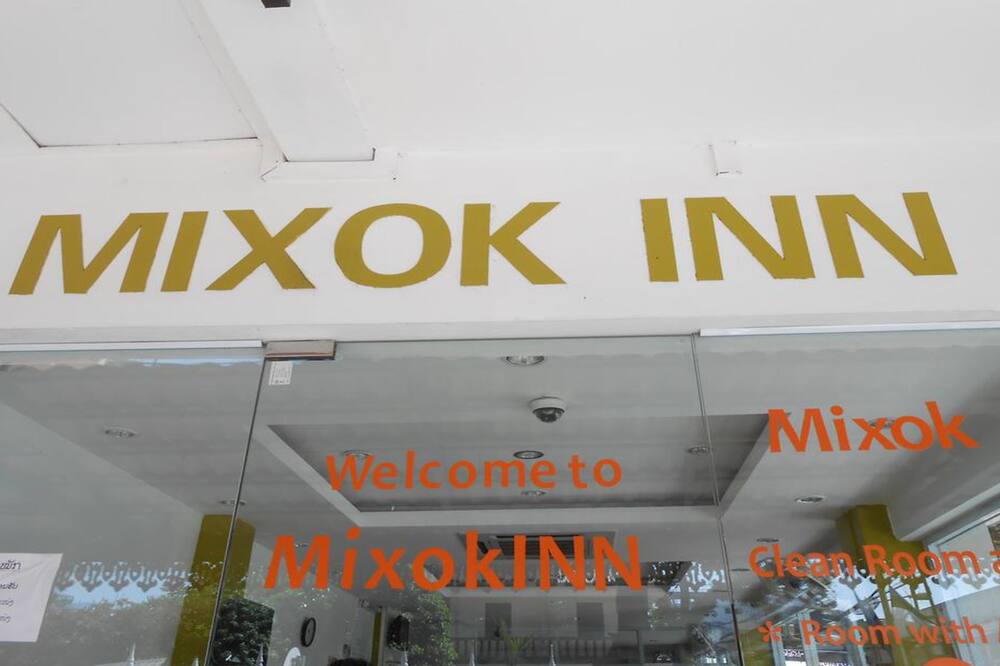 MIXOK INN
Welcome to
MixokINN
Mixok
Clean Room
* Room with